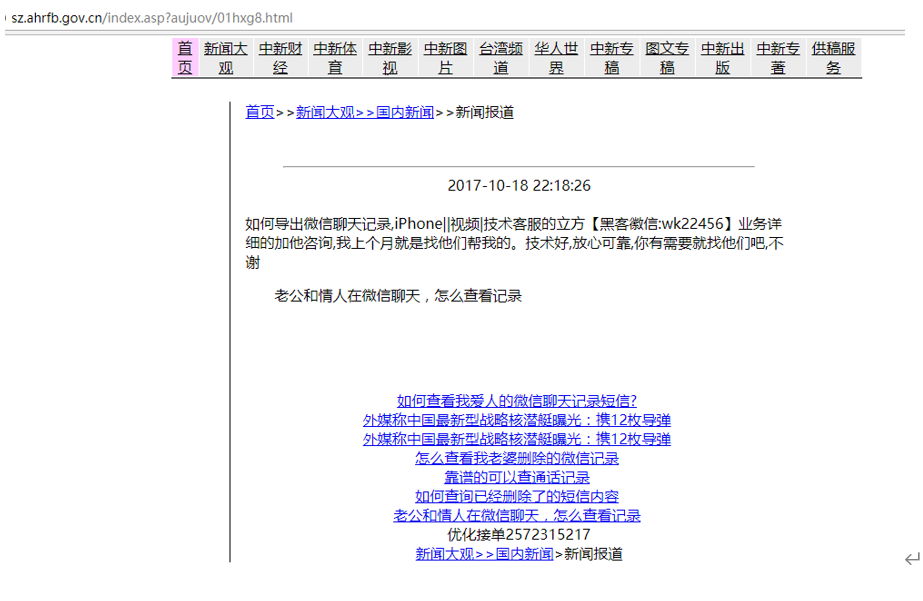 sz.ahrfb.gov.cn/index.asp?aujuov/01hxg8.html
首 新闻大 中新财 中新体 中新影 中新图 台湾频 华人世 中新专 图文专 中新出 中新专 供稿服
页 观 经 育 视 片 道 界 稿 稿 版 著 务
首页>>新闻大观>>国内新闻>>新闻报道
2017-10-18 22:18:26
如何导出微信聊天记录,iPhone||视频|技术客服的立方【黑客微信:wk22456】业务详
细的加他咨询,我上个月就是找他们帮我的。技术好,放心可靠,你有需要就找他们吧,不
谢
老公和情人在微信聊天，怎么查看记录
如何查看我爱人的微信聊天记录短信?
外媒称中国最新型战略核潜艇曝光：携12枚导弹
外媒称中国最新型战略核潜艇曝光：携12枚导弹
怎么查看我老婆删除的微信记录
靠谱的可以查通话记录
如何查询已经删除了的短信内容
老公和情人在微信聊天，怎么查看记录
优化接单2572315217
新闻大观>>国内新闻>新闻报道